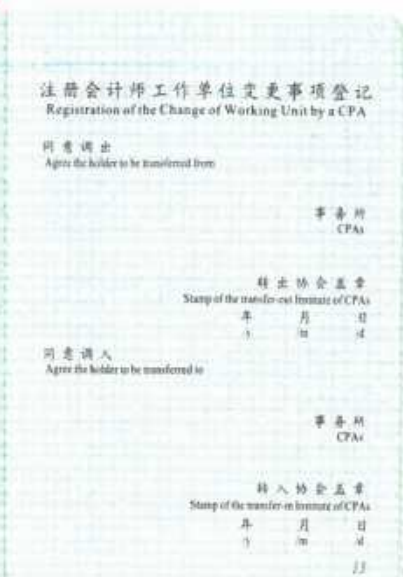 注册会计师工作单位变更事项登记
Registration of the Change of Working Unit by a CPA
同意调出
Agree the holder to be transferred from
事务所
CPAs
转出协会盖章
Stamp of the transfer-out Institute of CPAs
年 月 日
/y /m /d
同意调入
Agree the holder to be transferred to
事务所
CPAs
转入协会盖章
Stamp of the transfer-in Institute of CPAs
年 月 日
/y /m /d
13